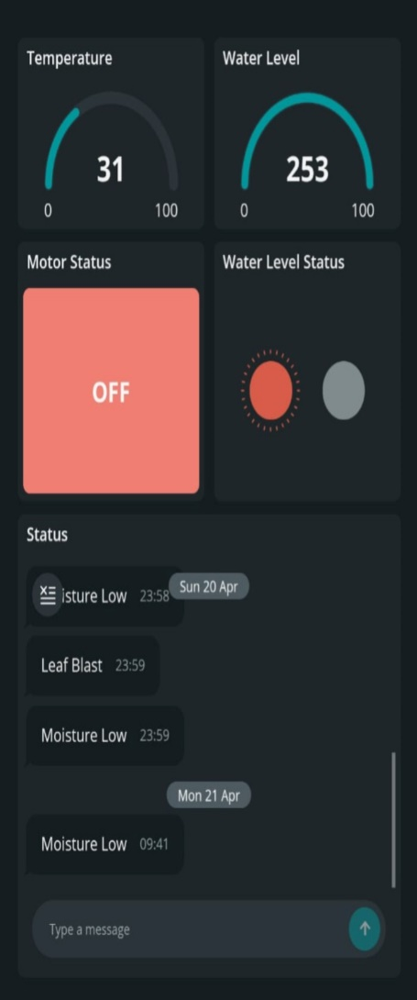 Temperature
31
0 100
Water Level
253
0 100
Motor Status
OFF
Water Level Status
Status
Sun 20 Apr
isture Low 23:58
Leaf Blast 23:59
Moisture Low 23:59
Mon 21 Apr
Moisture Low 09:41
Type a message